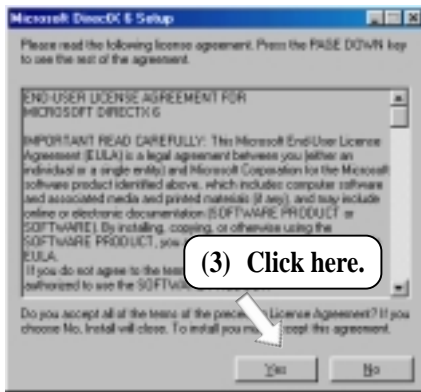 Microsoft DirectX 6 Setup
Please read the following license agreement. Press the PAGE DOWN key
to see the rest of the agreement.
END-USER LICENSE AGREEMENT FOR
MICROSOFT DIRECTX 6
IMPORTANT READ CAREFULLY: This Microsoft End-User License
Agreement (EULA) is a legal agreement between you (either an
individual or a single entity) and Microsoft Corporation for the Microsoft
software product identified above, which includes computer software
and associated media and printed materials (if any), and may include
online or electronic documentation (SOFTWARE PRODUCT or
SOFTWARE). By installing, copying, or otherwise using the
SOFTWARE PRODUCT, you
EULA.
If you do not agree to the
authorized to use the SOFTWARE
(3) Click here.
Do you accept all of the terms of the License Agreement? If you
choose No, Install will close. To install you accept this agreement.
Yes No